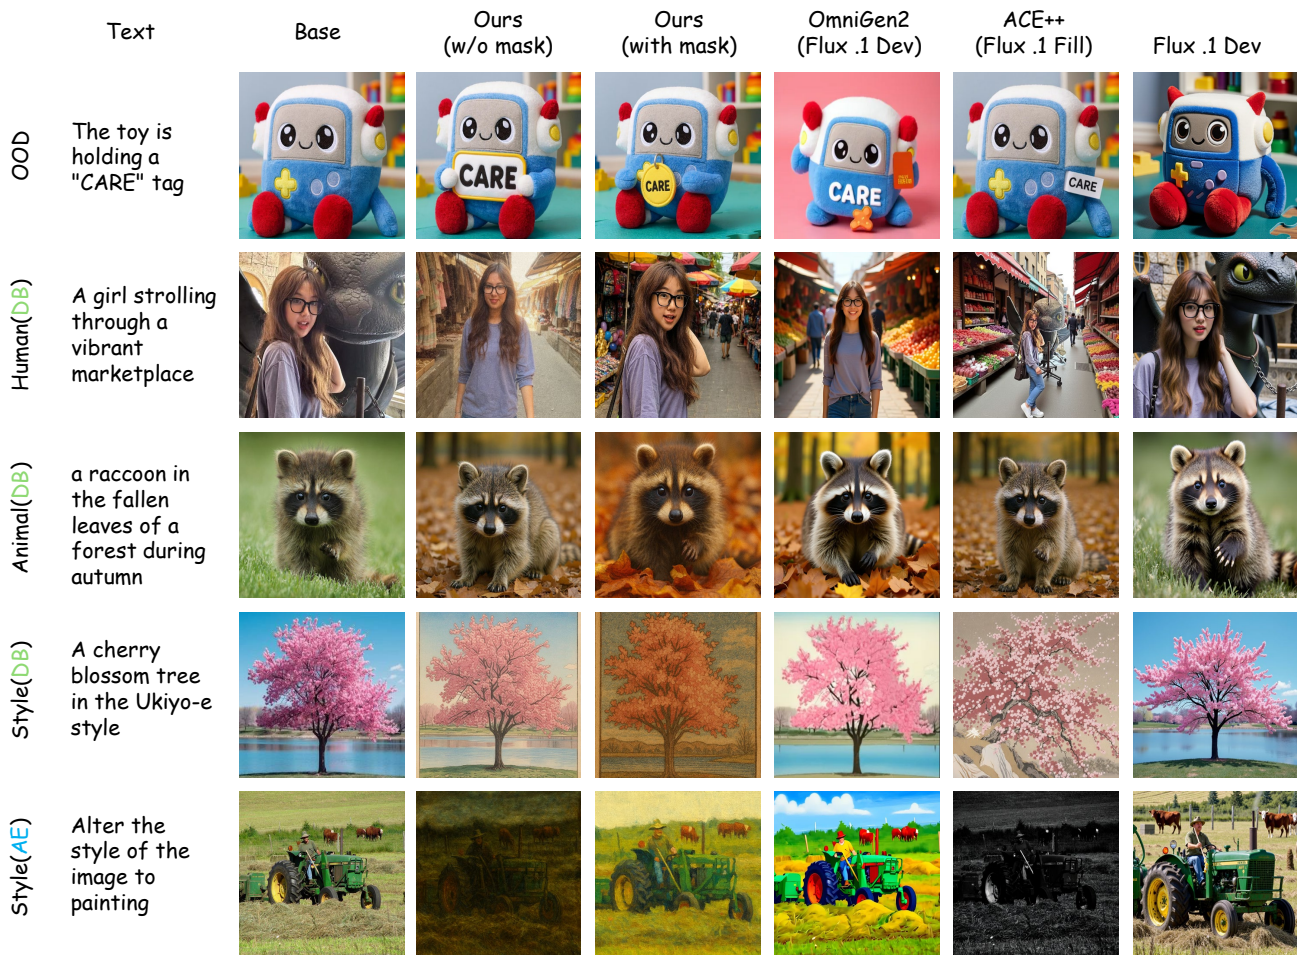 Text
Base
Ours
(w/o mask)
Ours
(with mask)
OmniGen2
(Flux .1 Dev)
ACE++
(Flux .1 Fill)
Flux .1 Dev
OOD
The toy is
holding a
"CARE" tag
CARE
CARE
CARE
CARE
Human(DB)
A girl strolling
through a
vibrant
marketplace
Animal(DB)
a raccoon in
the fallen
leaves of a
forest during
autumn
Style(DB)
A cherry
blossom tree
in the Ukiyo-e
style
Style(AE)
Alter the
style of the
image to
painting